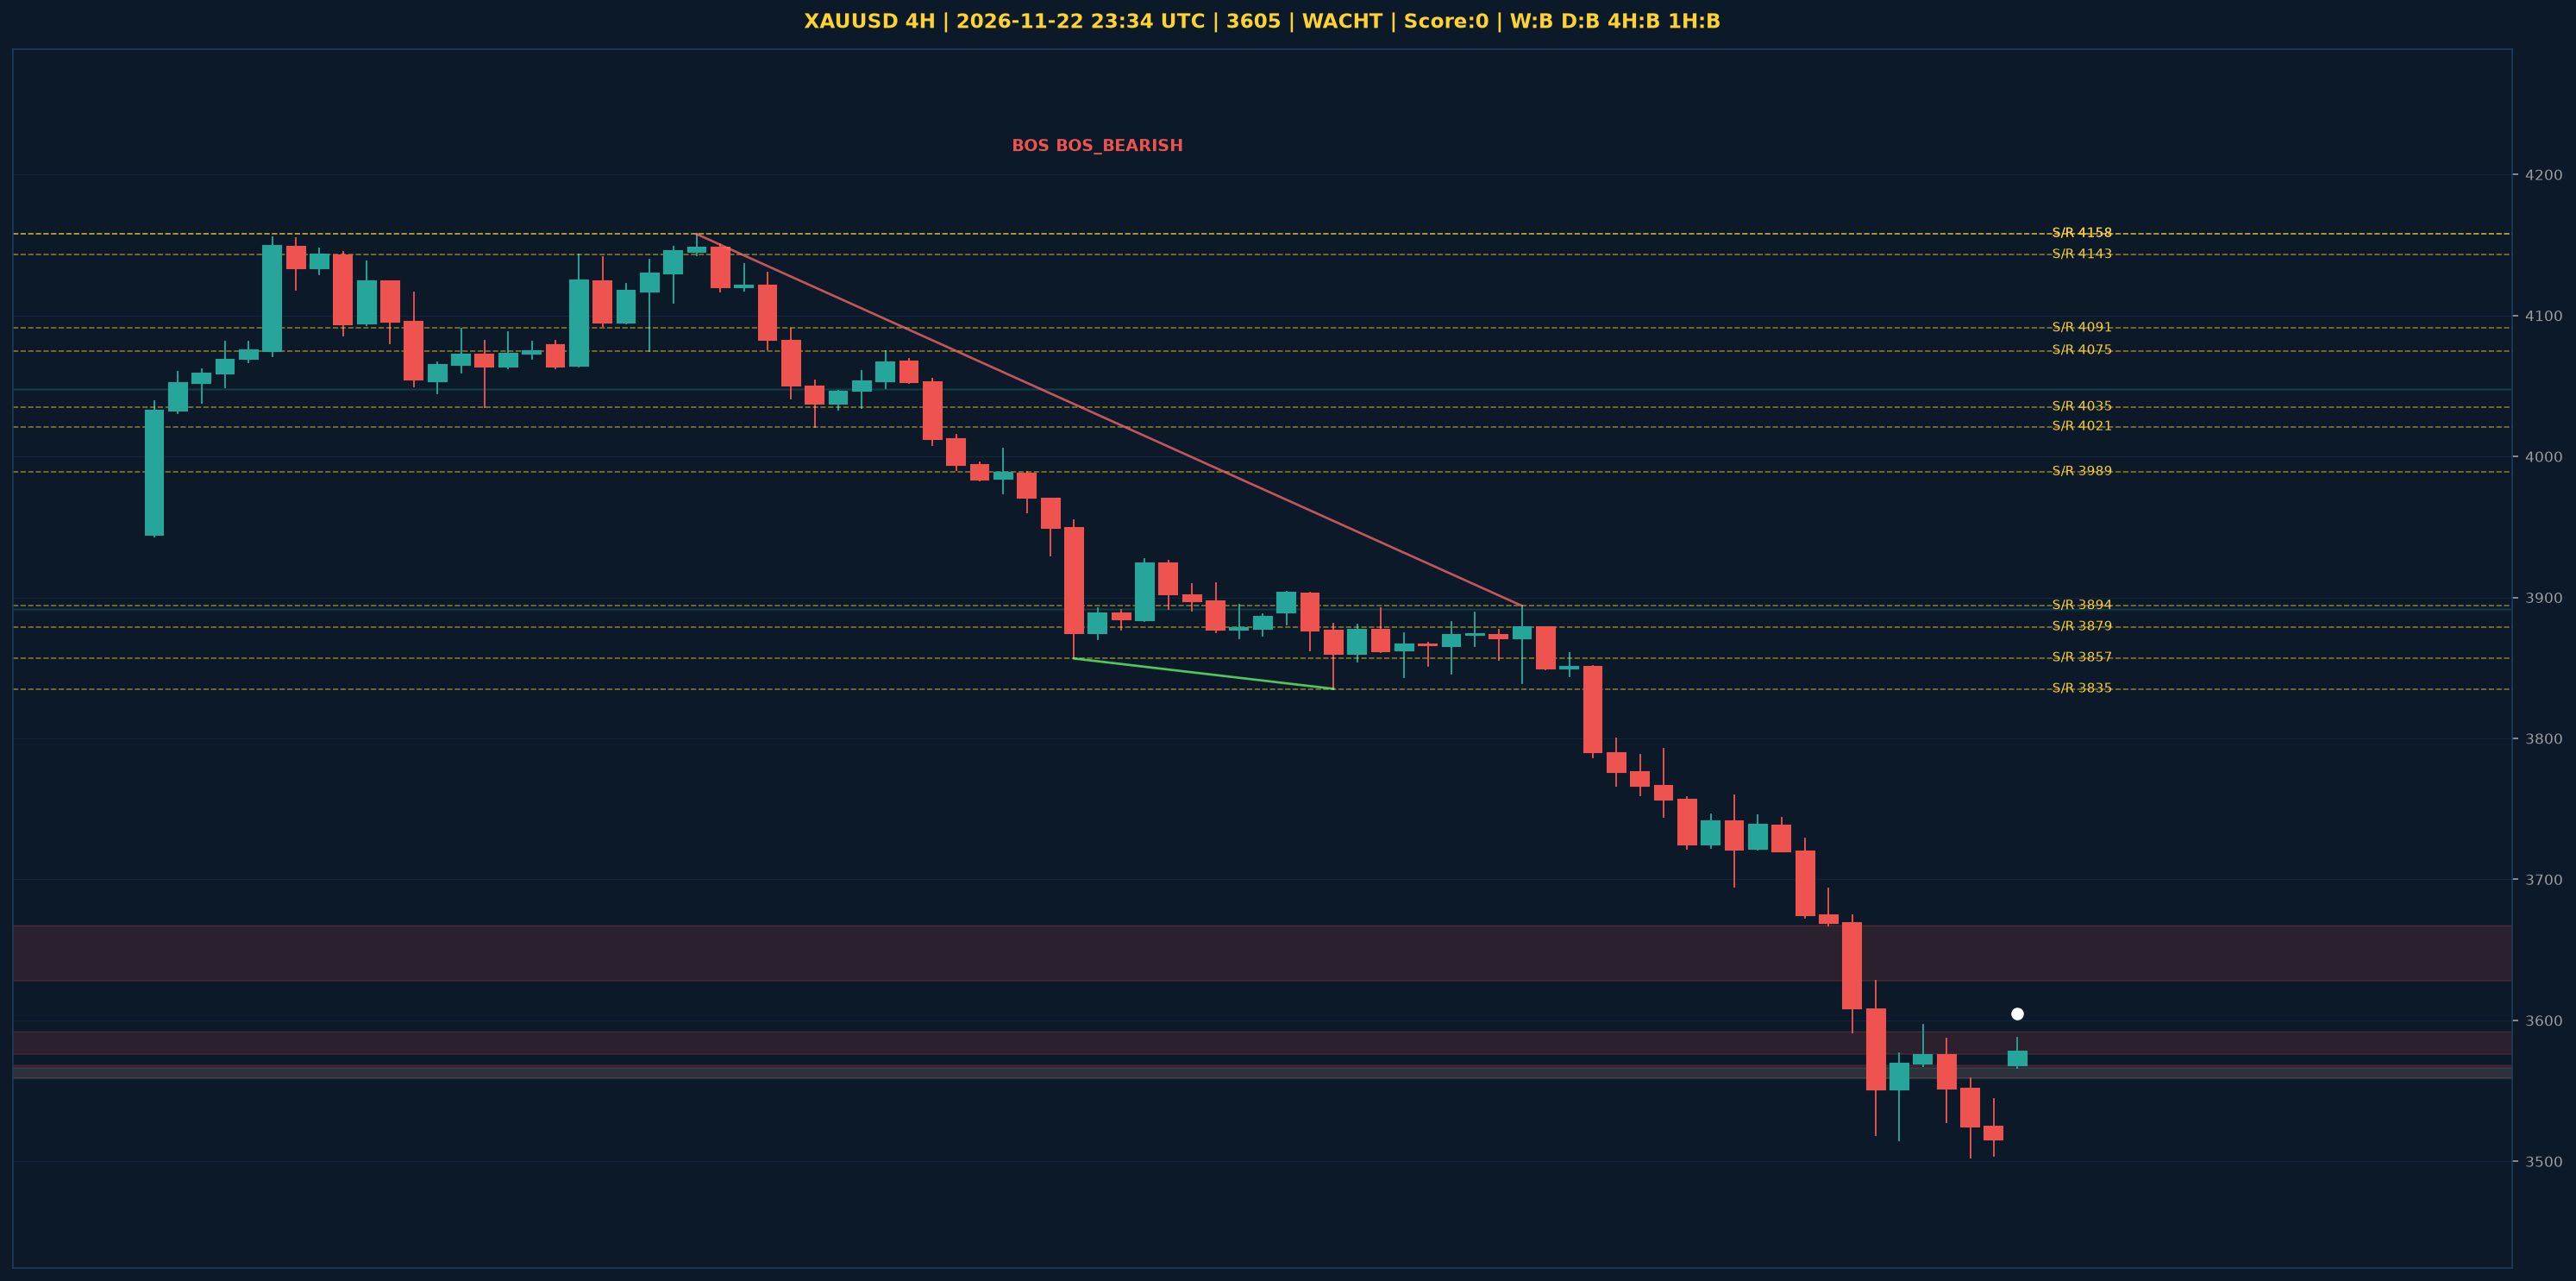 XAUUSD 4H | 2026-11-22 23:34 UTC | 3605 | WACHT | Score:0 | W:B D:B 4H:B 1H:B
BOS BOS_BEARISH
4200
S/R 4158
S/R 4143
4100
S/R 4091
S/R 4075
S/R 4035
S/R 4021
4000
S/R 3989
3900
S/R 3894
S/R 3879
S/R 3857
S/R 3835
3800
3700
3600
3500